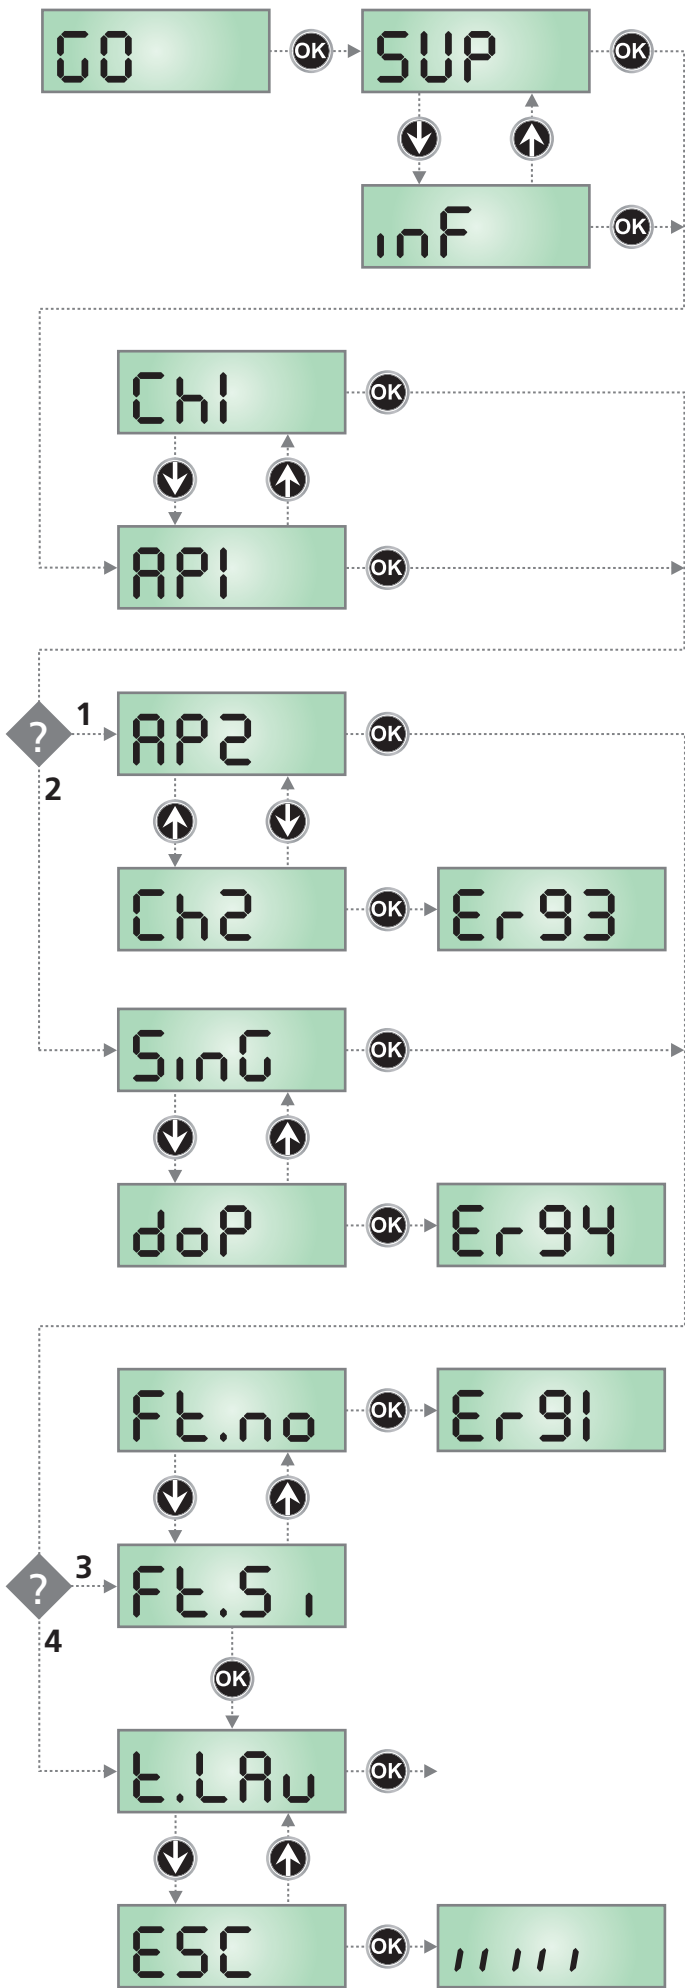 GO OK SUP OK
inF OK
Ch1 OK
AP1 OK
? 1 AP2 OK
2
Ch2 OK Er93
SinG OK
doP OK Er94
Ft.no OK Er91
? 3 Ft.Si
4
OK
t.LAv OK
ESC OK